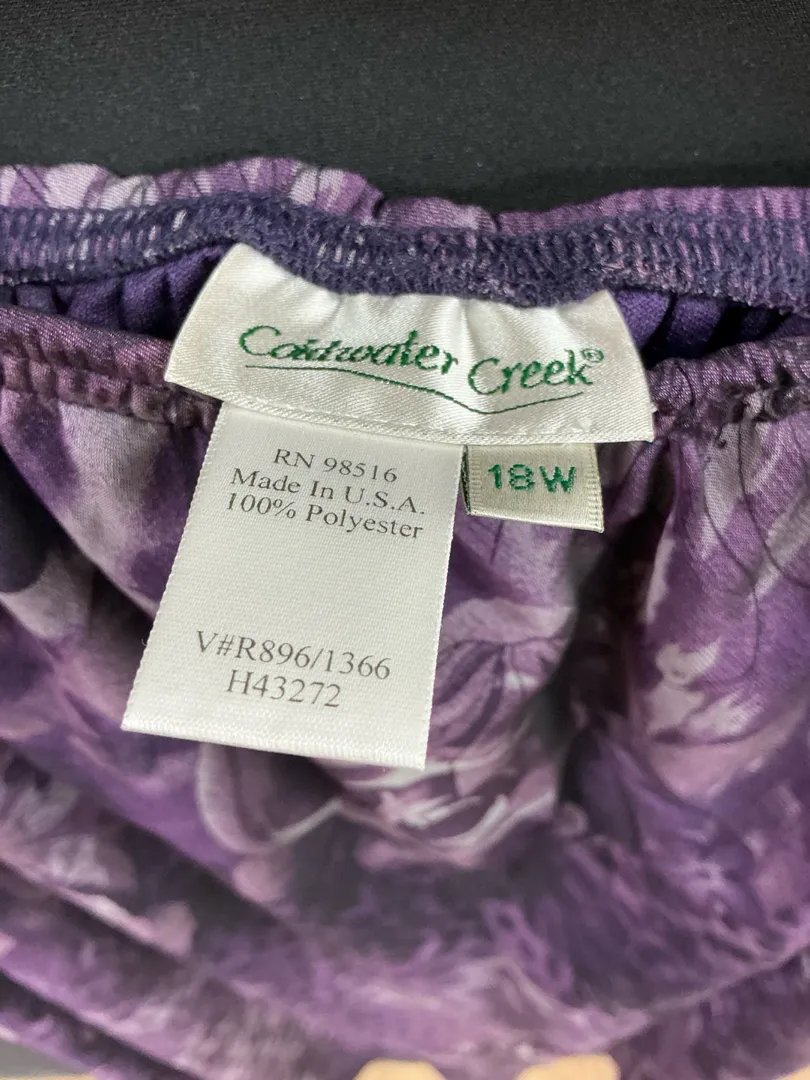 Coldwater Creek®
18W
RN 98516
Made In U.S.A.
100% Polyester
V#R896/1366
H43272